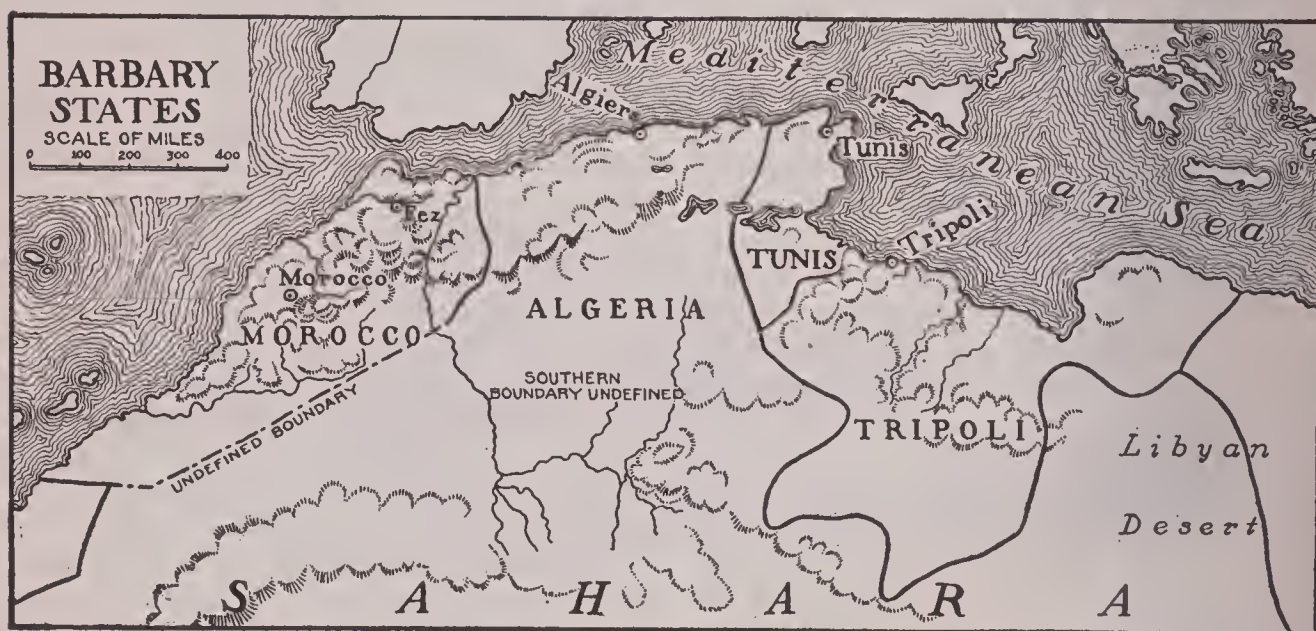 BARBARY
STATES
SCALE OF MILES
0 100 200 300 400
Mediterranean Sea
Algier
Tunis
Fez
Tripoli
TUNIS
Morocco
MOROCCO
ALGERIA
SOUTHERN
BOUNDARY UNDEFINED
UNDEFINED BOUNDARY
TRIPOLI
Libyan
Desert
SAHARA